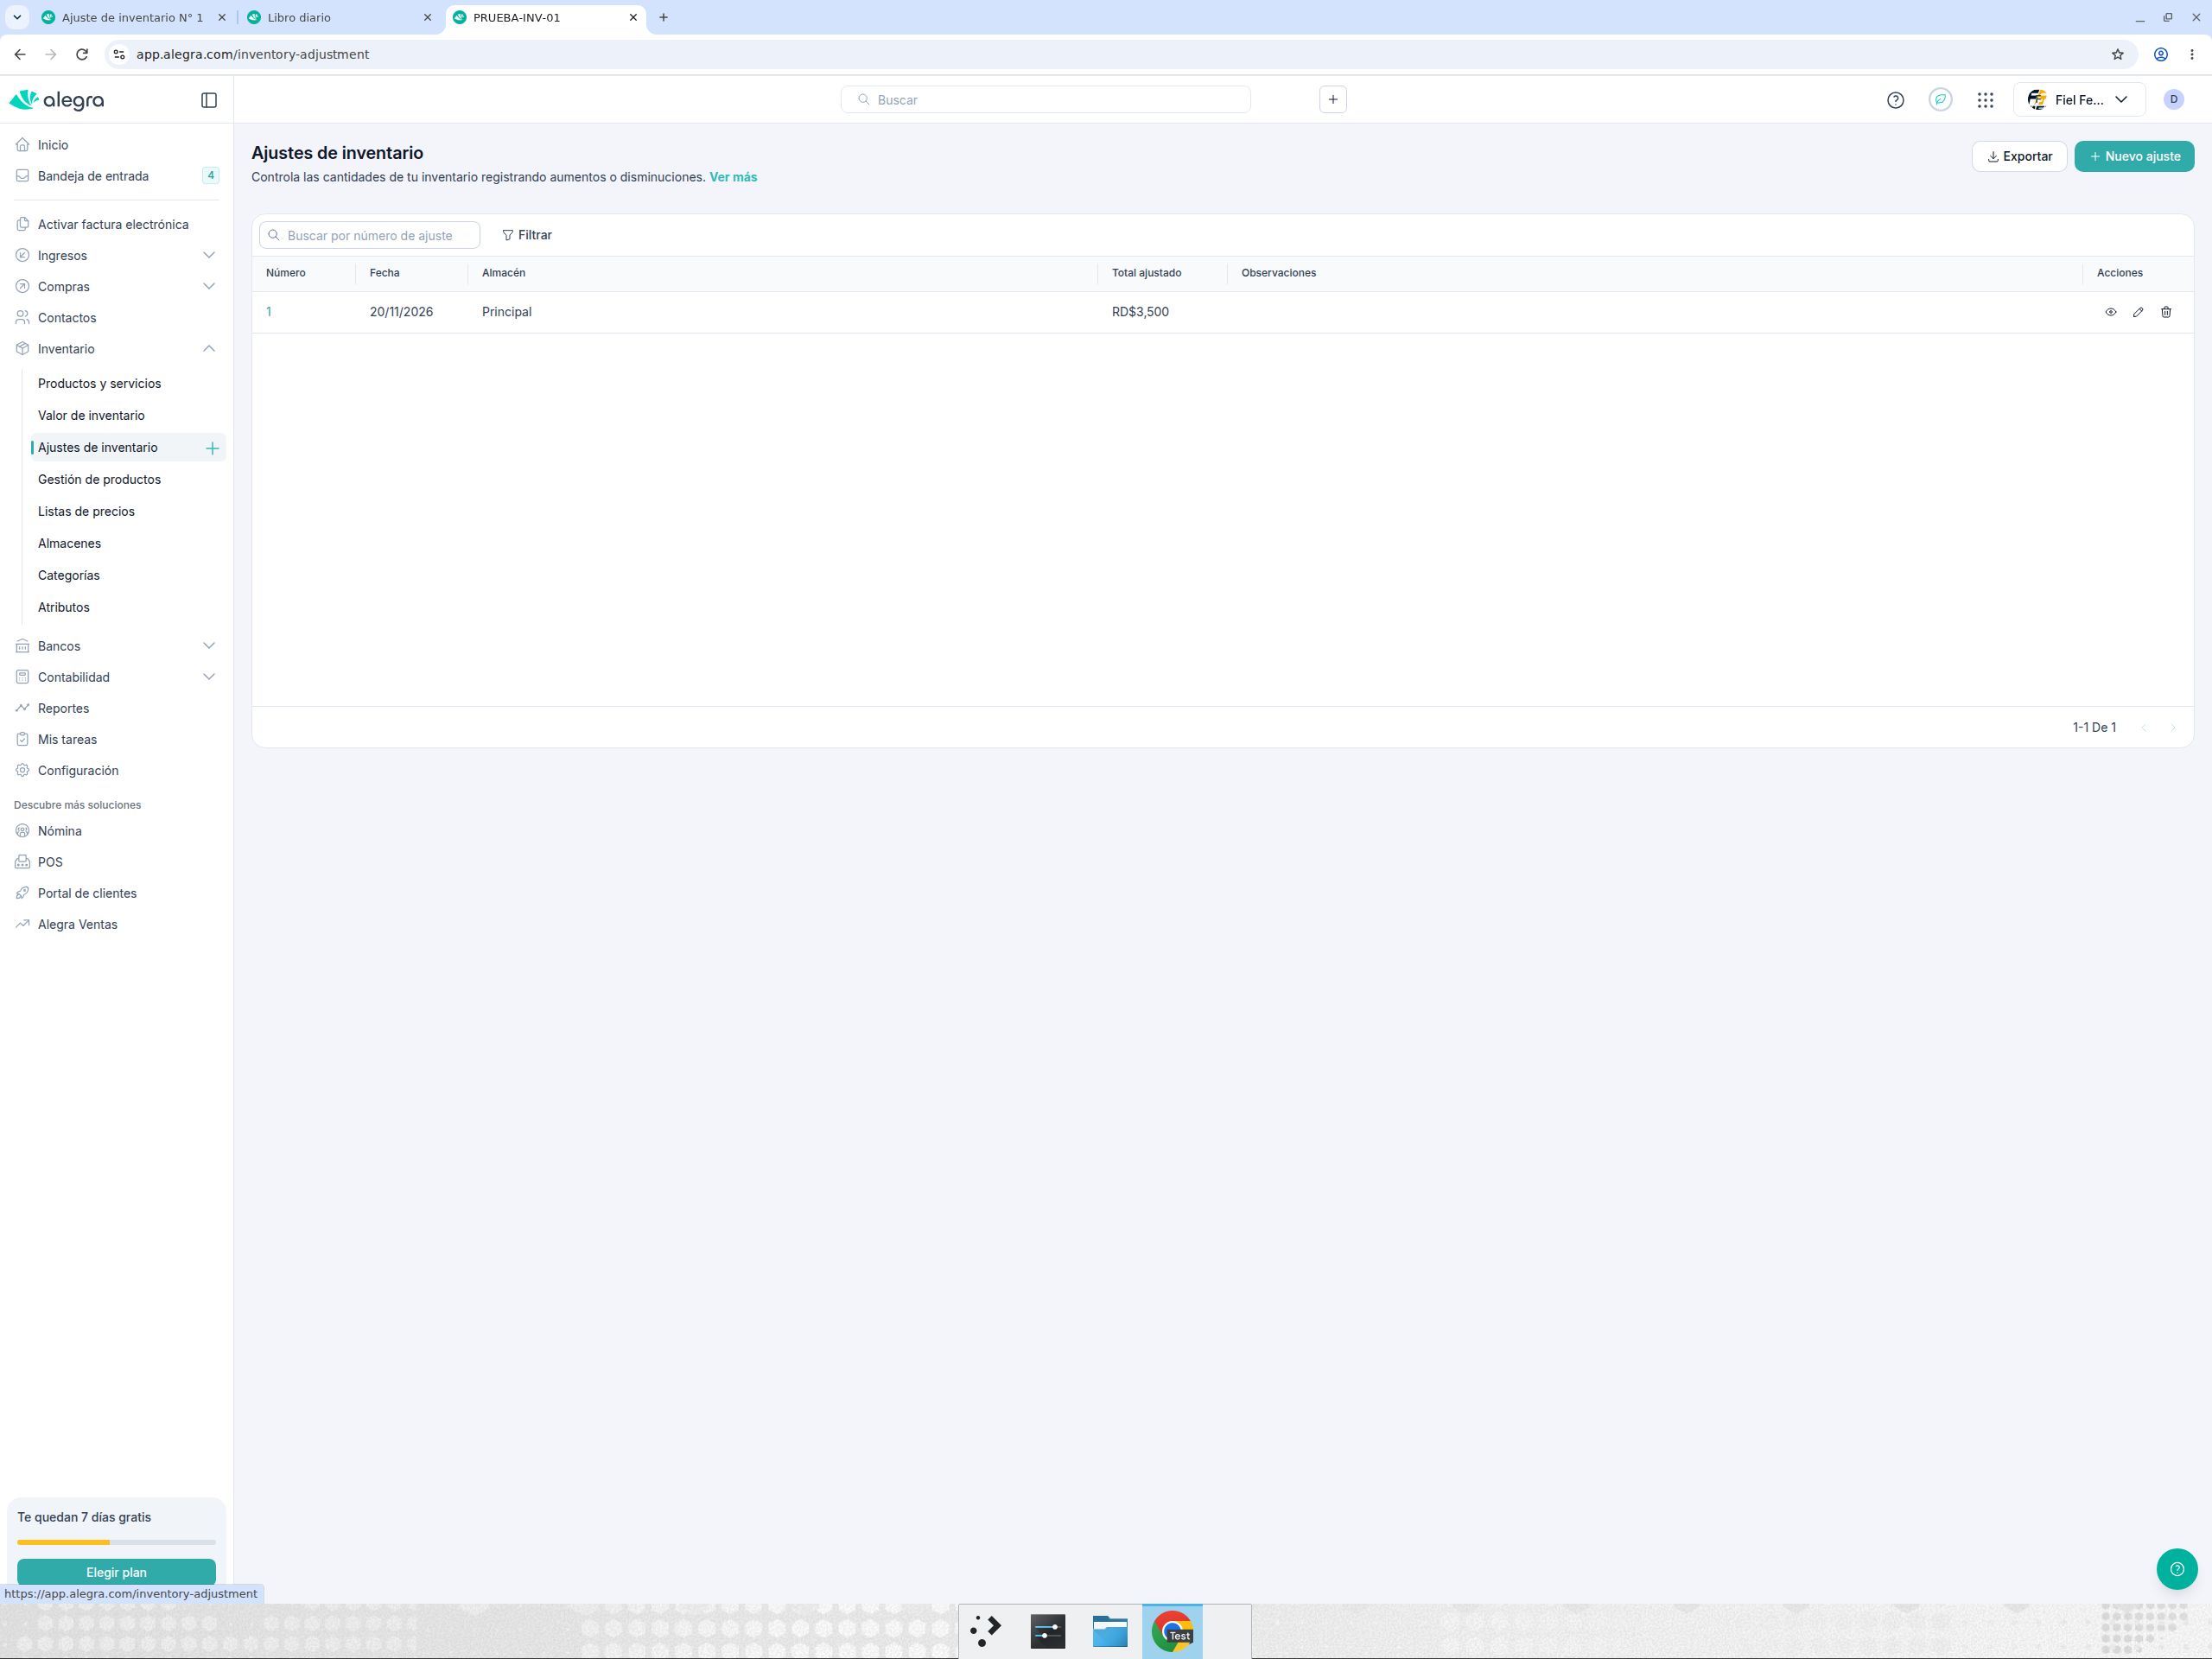 Ajuste de inventario N° 1
Libro diario
PRUEBA-INV-01
app.alegra.com/inventory-adjustment
alegra
Buscar
Fiel Fe...
D
Inicio
Bandeja de entrada 4
Activar factura electrónica
Ingresos
Compras
Contactos
Inventario
Productos y servicios
Valor de inventario
Ajustes de inventario
Gestión de productos
Listas de precios
Almacenes
Categorías
Atributos
Bancos
Contabilidad
Reportes
Mis tareas
Configuración
Descubre más soluciones
Nómina
POS
Portal de clientes
Alegra Ventas
Te quedan 7 días gratis
Elegir plan
https://app.alegra.com/inventory-adjustment
Ajustes de inventario
Controla las cantidades de tu inventario registrando aumentos o disminuciones. Ver más
Exportar
+ Nuevo ajuste
Buscar por número de ajuste
Filtrar
Número Fecha Almacén Total ajustado Observaciones Acciones
1 20/11/2026 Principal RD$3,500
1-1 De 1
Test